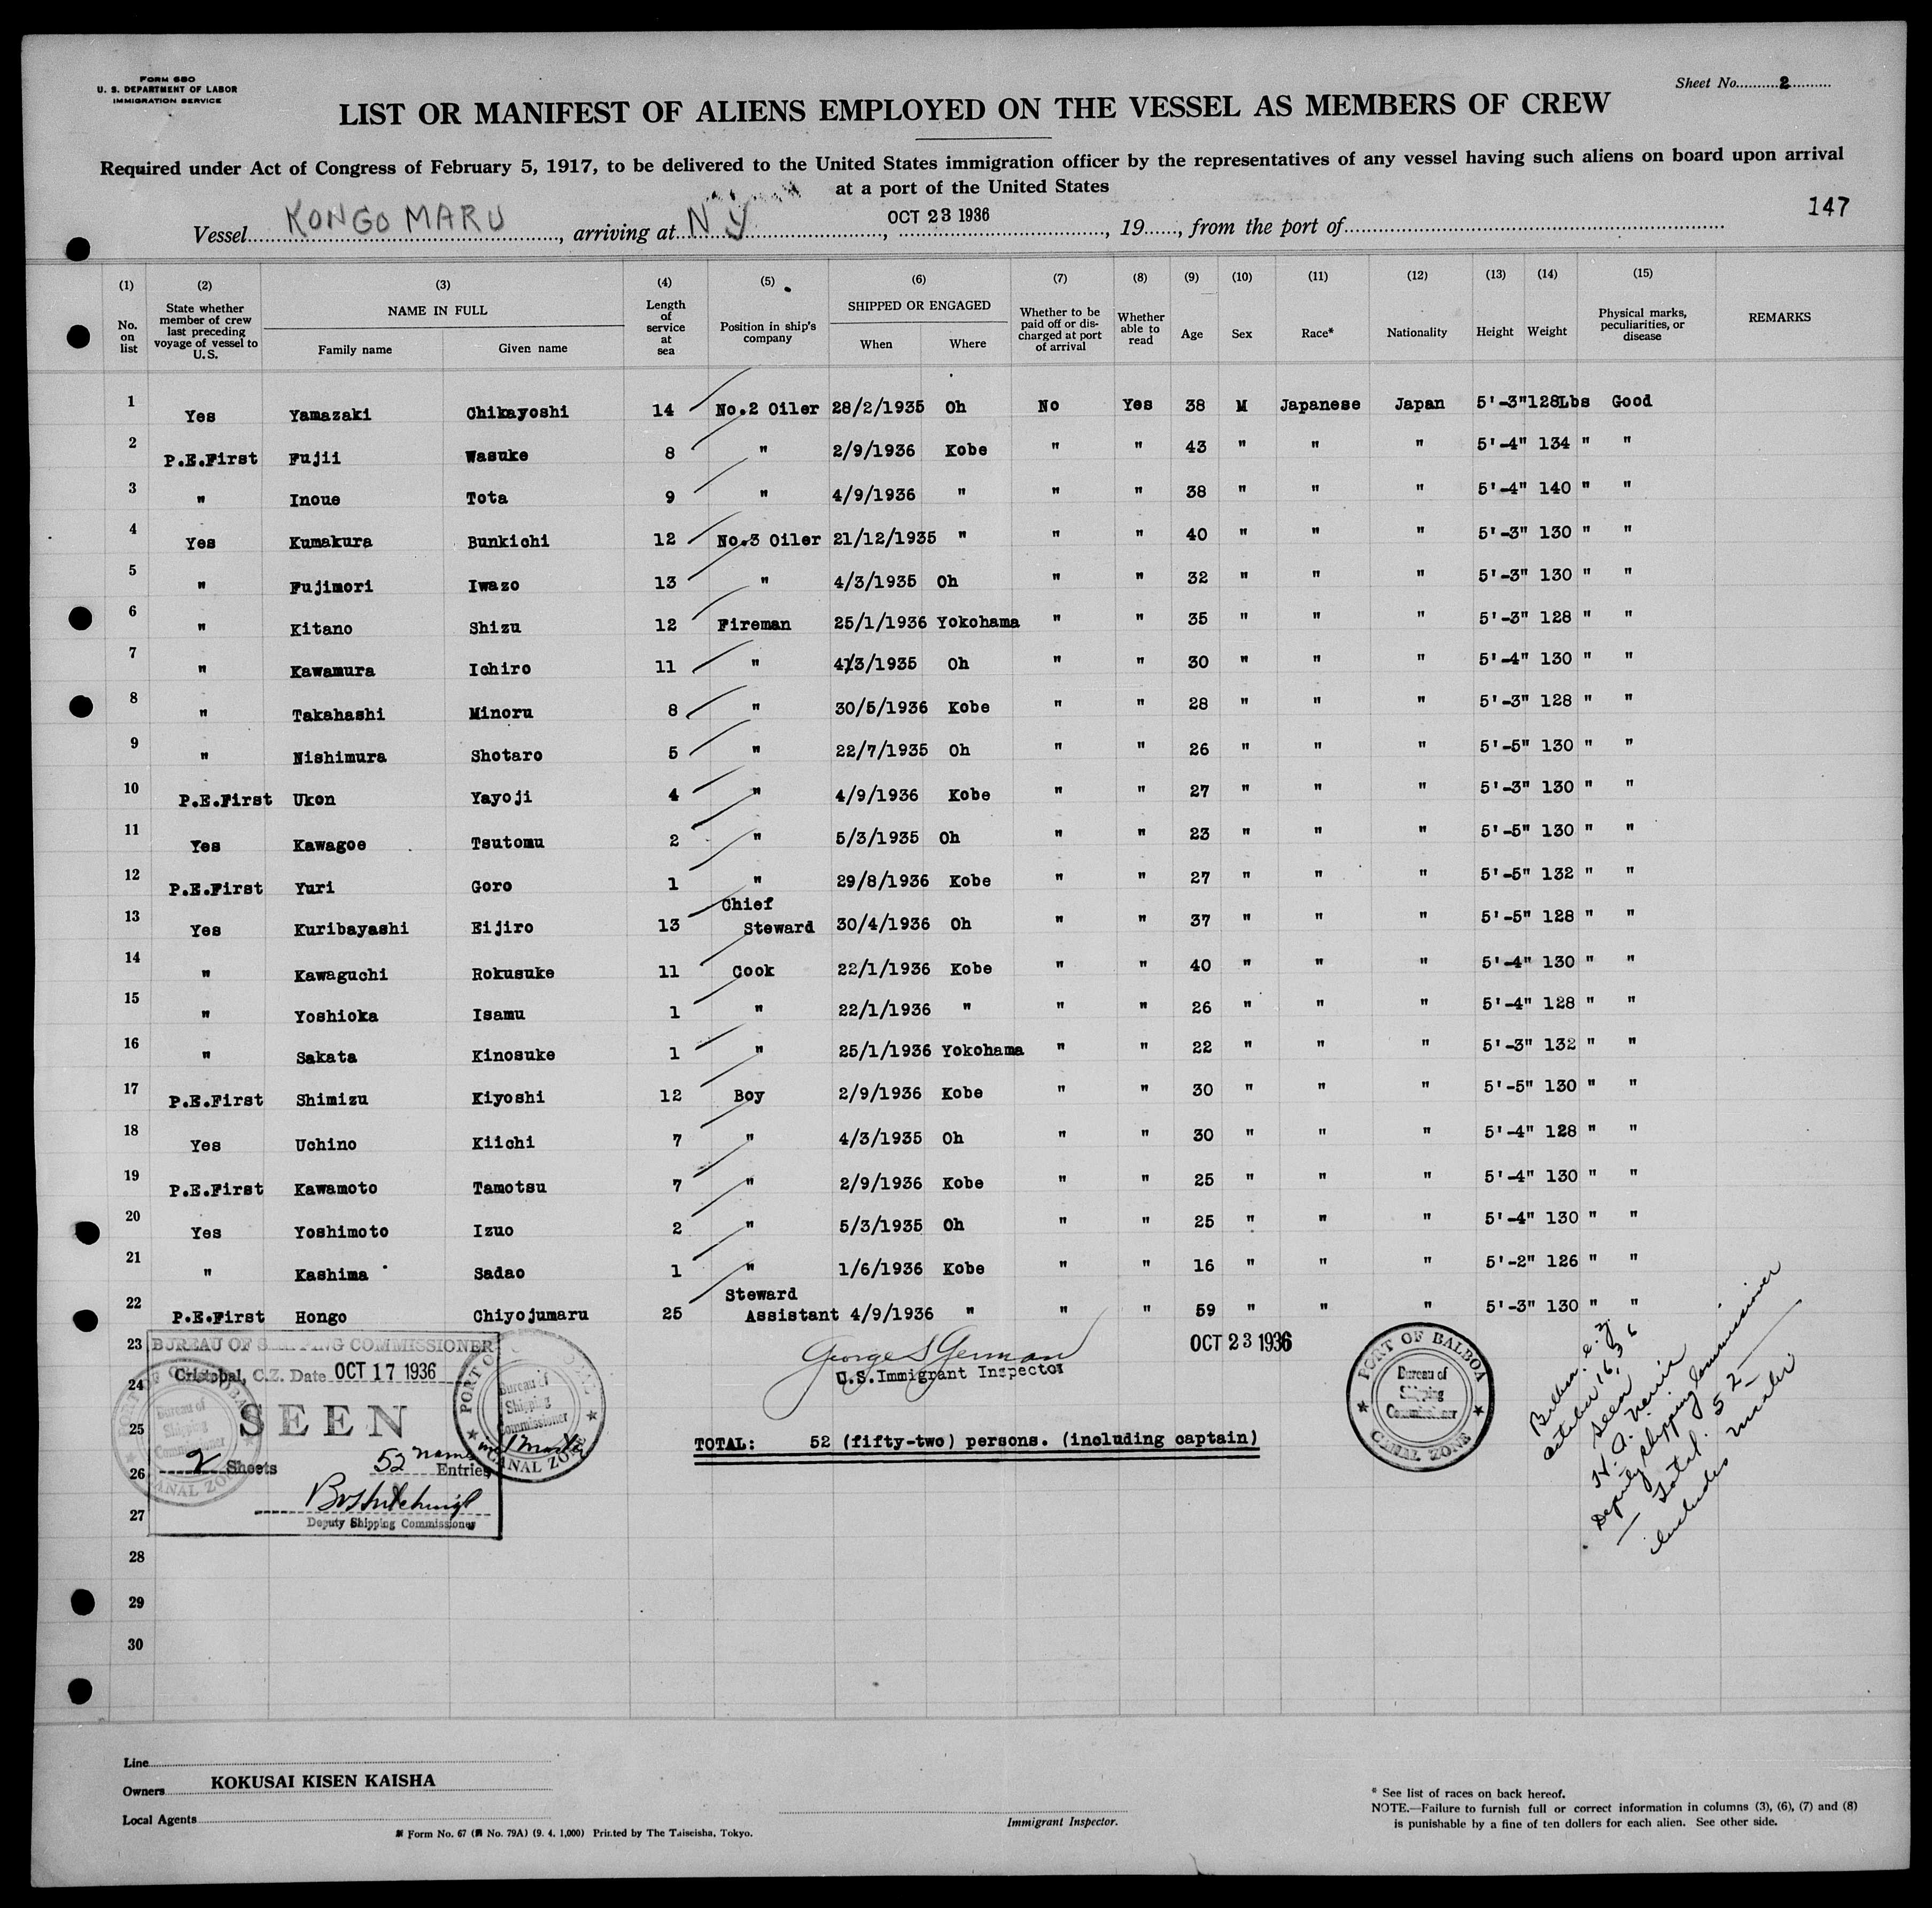 FORM 680
U. S. DEPARTMENT OF LABOR
IMMIGRATION SERVICE
Sheet No. 2
LIST OR MANIFEST OF ALIENS EMPLOYED ON THE VESSEL AS MEMBERS OF CREW
Required under Act of Congress of February 5, 1917, to be delivered to the United States immigration officer by the representatives of any vessel having such aliens on board upon arrival
at a port of the United States
147
Vessel KONGO MARU, arriving at N Y, OCT 23 1936, 19......, from the port of
(1) (2) (3) (4) (5) (6) (7) (8) (9) (10) (11) (12) (13) (14) (15)
No. on list | State whether member of crew last preceding voyage of vessel to U.S. | NAME IN FULL Family name Given name | Length of service at sea | Position in ship's company | SHIPPED OR ENGAGED When Where | Whether to be paid off or discharged at port of arrival | Whether able to read | Age | Sex | Race* | Nationality | Height | Weight | Physical marks, peculiarities, or disease | REMARKS
1 Yes Yamazaki Chikayoshi 14 No.2 Oiler 28/2/1935 Oh No Yes 38 M Japanese Japan 5'-3" 128Lbs Good
2 P.E.First Fujii Wasuke 8 " 2/9/1936 Kobe " " 43 " " " 5'-4" 134 " "
3 " Inoue Tota 9 " 4/9/1936 " " " 38 " " " 5'-4" 140 " "
4 Yes Kumakura Bunkichi 12 No.3 Oiler 21/12/1935 " " " 40 " " " 5'-3" 130 " "
5 " Fujimori Iwazo 13 " 4/3/1935 Oh " " 32 " " " 5'-3" 130 " "
6 " Kitano Shizu 12 Fireman 25/1/1936 Yokohama " " 35 " " " 5'-3" 128 " "
7 " Kawamura Ichiro 11 " 4/3/1935 Oh " " 30 " " " 5'-4" 130 " "
8 " Takahashi Minoru 8 " 30/5/1936 Kobe " " 28 " " " 5'-3" 128 " "
9 " Nishimura Shotaro 5 " 22/7/1935 Oh " " 26 " " " 5'-5" 130 " "
10 P.E.First Ukon Yayoji 4 " 4/9/1936 Kobe " " 27 " " " 5'-3" 130 " "
11 Yes Kawagoe Tsutomu 2 " 5/3/1935 Oh " " 23 " " " 5'-5" 130 " "
12 P.E.First Yuri Goro 1 " 29/8/1936 Kobe " " 27 " " " 5'-5" 132 " "
13 Yes Kuribayashi Eijiro 13 Chief Steward 30/4/1936 Oh " " 37 " " " 5'-5" 128 " "
14 " Kawaguchi Rokusuke 11 Cook 22/1/1936 Kobe " " 40 " " " 5'-4" 130 " "
15 " Yoshioka Isamu 1 " 22/1/1936 " " " 26 " " " 5'-4" 128 " "
16 " Sakata Kinosuke 1 " 25/1/1936 Yokohama " " 22 " " " 5'-3" 132 " "
17 P.E.First Shimizu Kiyoshi 12 Boy 2/9/1936 Kobe " " 30 " " " 5'-5" 130 " "
18 Yes Uchino Kiichi 7 " 4/3/1935 Oh " " 30 " " " 5'-4" 128 " "
19 P.E.First Kawamoto Tamotsu 7 " 2/9/1936 Kobe " " 25 " " " 5'-4" 130 " "
20 Yes Yoshimoto Izuo 2 " 5/3/1935 Oh " " 25 " " " 5'-4" 130 " "
21 " Kashima Sadao 1 " 1/6/1936 Kobe " " 16 " " " 5'-2" 126 " "
22 P.E.First Hongo Chiyojumaru 25 Steward Assistant 4/9/1936 " " " 59 " " " 5'-3" 130 " "
23
24
25
26
27
28
29
30
BUREAU OF SHIPPING COMMISSIONER
Cristobal, C.Z. Date OCT 17 1936
SEEN
2 Sheets 52 names Entries
Deputy Shipping Commissioner
PORT OF CRISTOBAL
Bureau of
Shipping
Commissioner
CANAL ZONE
PORT OF
Bureau of
Shipping
Commissioner
CANAL ZONE
George S German
U.S.Immigrant Inspector
OCT 23 1936
TOTAL: 52 (fifty-two) persons. (including captain)
PORT OF BALBOA
Bureau of
Shipping
Commissioner
CANAL ZONE
Balboa, C.Z.
October 16, 36
Seen
Deputy Shipping Commissioner
Total. 52
includes master
Line
Owners KOKUSAI KISEN KAISHA
Local Agents
Form No. 67 ( No. 79A) (9. 4. 1,000) Printed by The Taiseisha, Tokyo.
Immigrant Inspector.
* See list of races on back hereof.
NOTE.—Failure to furnish full or correct information in columns (3), (6), (7) and (8)
is punishable by a fine of ten dollars for each alien. See other side.